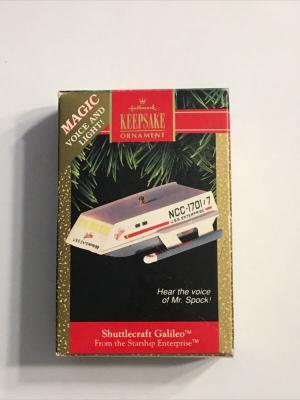 MAGIC
VOICE AND
LIGHT!
Hallmark
KEEPSAKE
ORNAMENT
NCC-1701/7
U.S.S. ENTERPRISE
U.S.S. ENTERPRISE
Hear the voice
of Mr. Spock!
Shuttlecraft Galileo™
From the Starship Enterprise™